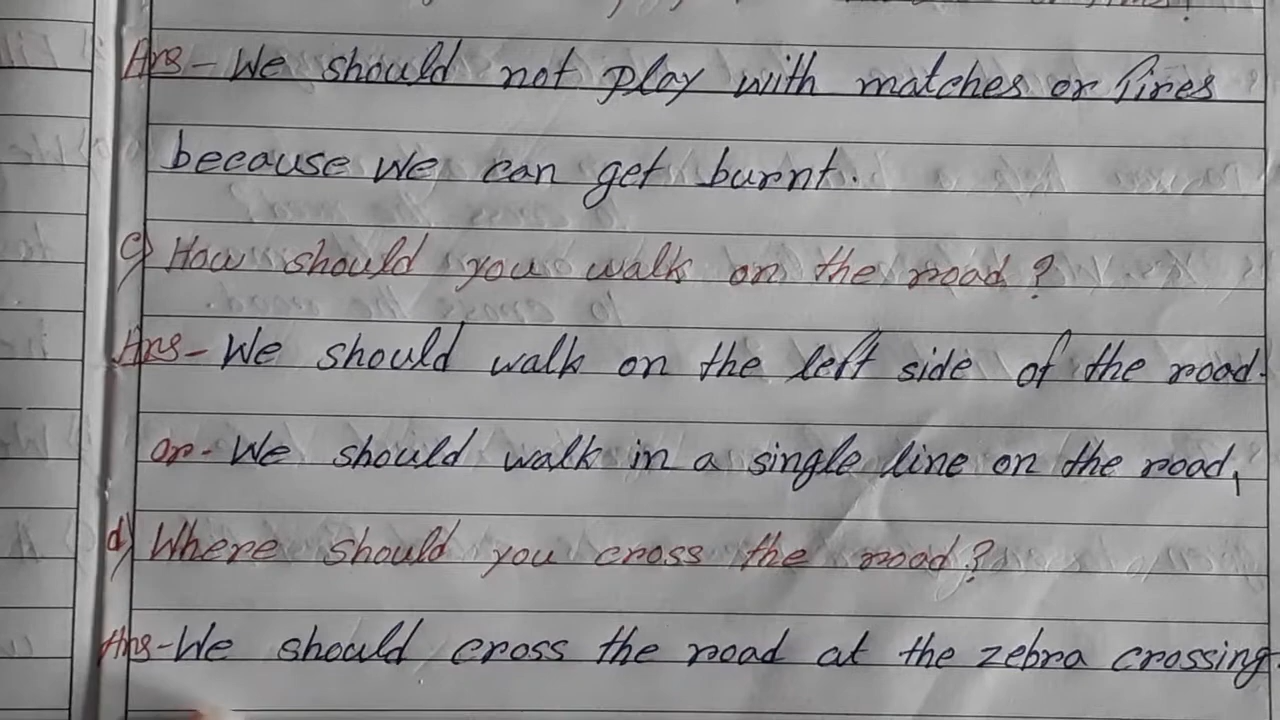 Ans- We should not play with matches or fires
because we can get burnt.
c) How should you walk on the road?
Ans- We should walk on the left side of the road.
or- We should walk in a single line on the road,
d) Where should you cross the road?
Ans- We should cross the road at the zebra crossing.